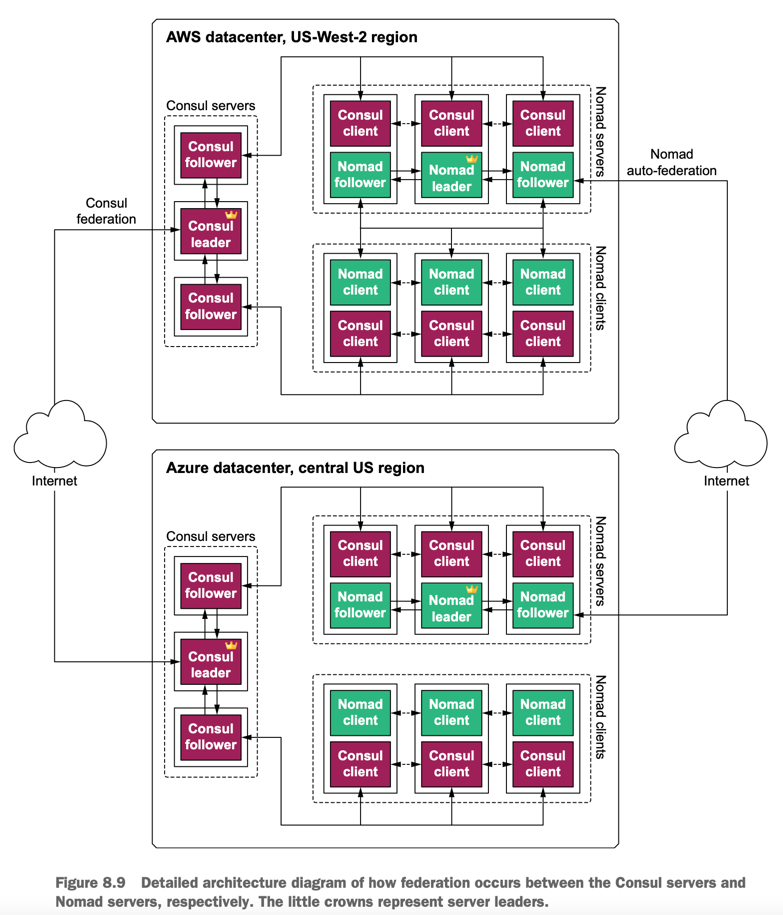 AWS datacenter, US-West-2 region
Consul servers
Consul
follower
Consul
leader
Consul
follower
Consul
client
Consul
client
Consul
client
Nomad
follower
Nomad
leader
Nomad
follower
Nomad servers
Nomad
client
Nomad
client
Nomad
client
Consul
client
Consul
client
Consul
client
Nomad clients
Consul
federation
Nomad
auto-federation
Internet
Internet
Azure datacenter, central US region
Consul servers
Consul
follower
Consul
leader
Consul
follower
Consul
client
Consul
client
Consul
client
Nomad
follower
Nomad
leader
Nomad
follower
Nomad servers
Nomad
client
Nomad
client
Nomad
client
Consul
client
Consul
client
Consul
client
Nomad clients
Figure 8.9 Detailed architecture diagram of how federation occurs between the Consul servers and
Nomad servers, respectively. The little crowns represent server leaders.